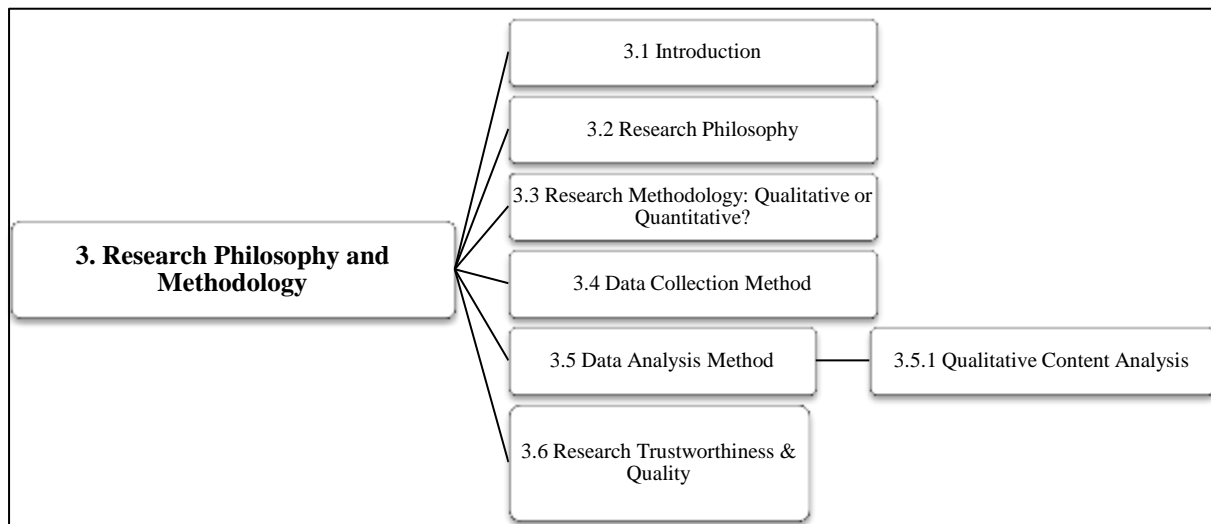 3.1 Introduction
3.2 Research Philosophy
3.3 Research Methodology: Qualitative or
Quantitative?
3. Research Philosophy and
Methodology
3.4 Data Collection Method
3.5 Data Analysis Method
3.5.1 Qualitative Content Analysis
3.6 Research Trustworthiness &
Quality